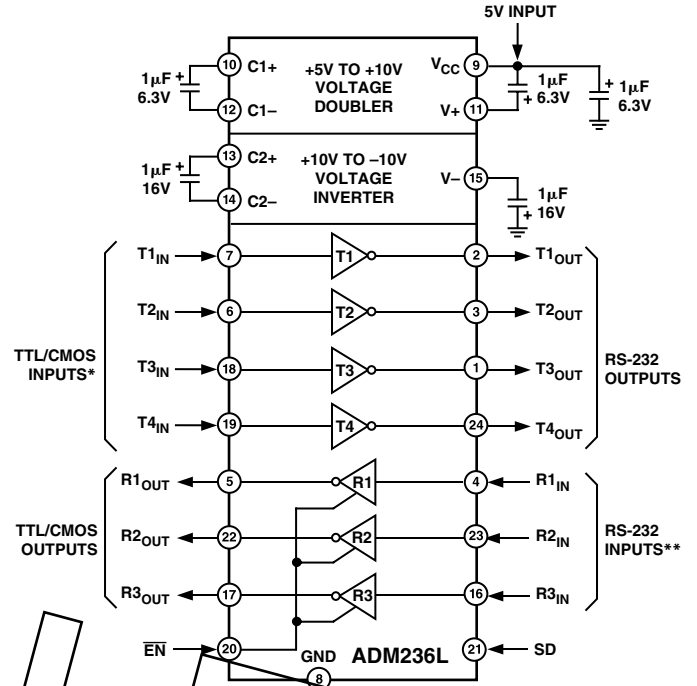 5V INPUT
1µF
6.3V
+
10 C1+
12 C1–
+5V TO +10V
VOLTAGE
DOUBLER
VCC 9
V+ 11
1µF
+ 6.3V
+ 1µF
6.3V
1µF
16V
+
13 C2+
14 C2–
+10V TO –10V
VOLTAGE
INVERTER
V– 15
1µF
+ 16V
TTL/CMOS
INPUTS*
T1IN 7 T1 2 T1OUT
T2IN 6 T2 3 T2OUT
T3IN 18 T3 1 T3OUT
T4IN 19 T4 24 T4OUT
RS-232
OUTPUTS
TTL/CMOS
OUTPUTS
R1OUT 5 R1 4 R1IN
R2OUT 22 R2 23 R2IN
R3OUT 17 R3 16 R3IN
RS-232
INPUTS**
E̅N̅ 20
GND
8
ADM236L
21 SD